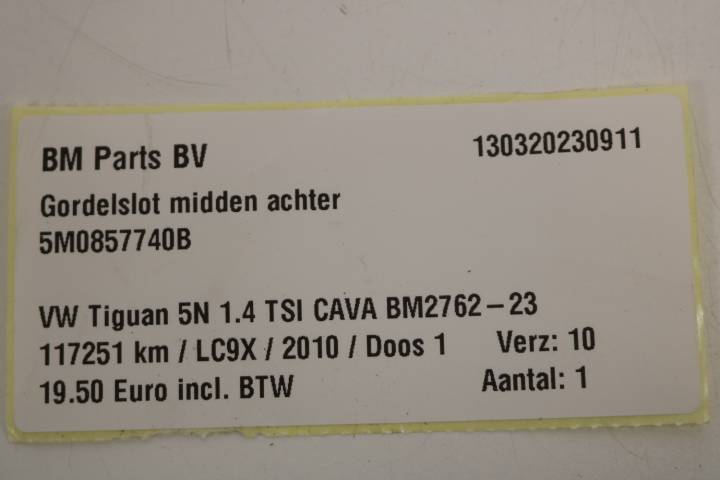 BM Parts BV 130320230911
Gordelslot midden achter
5M0857740B
VW Tiguan 5N 1.4 TSI CAVA BM2762-23
117251 km / LC9X / 2010 / Doos 1 Verz: 10
19.50 Euro incl. BTW Aantal: 1